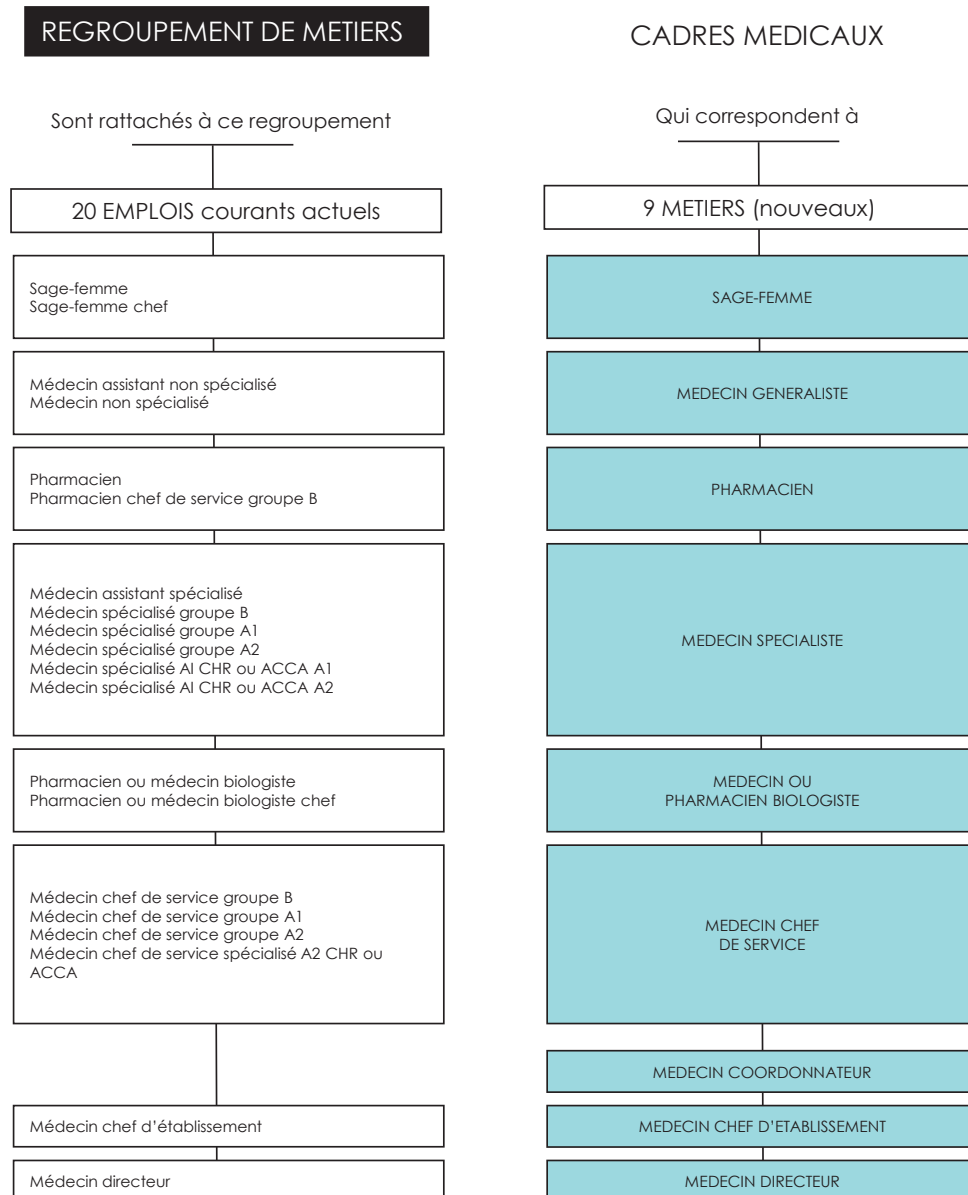 REGROUPEMENT DE METIERS
CADRES MEDICAUX
Sont rattachés à ce regroupement
Qui correspondent à
20 EMPLOIS courants actuels
9 METIERS (nouveaux)
Sage-femme
Sage-femme chef
SAGE-FEMME
Médecin assistant non spécialisé
Médecin non spécialisé
MEDECIN GENERALISTE
Pharmacien
Pharmacien chef de service groupe B
PHARMACIEN
Médecin assistant spécialisé
Médecin spécialisé groupe B
Médecin spécialisé groupe A1
Médecin spécialisé groupe A2
Médecin spécialisé AI CHR ou ACCA A1
Médecin spécialisé AI CHR ou ACCA A2
MEDECIN SPECIALISTE
Pharmacien ou médecin biologiste
Pharmacien ou médecin biologiste chef
MEDECIN OU
PHARMACIEN BIOLOGISTE
Médecin chef de service groupe B
Médecin chef de service groupe A1
Médecin chef de service groupe A2
Médecin chef de service spécialisé A2 CHR ou
ACCA
MEDECIN CHEF
DE SERVICE
MEDECIN COORDONNATEUR
Médecin chef d'établissement
MEDECIN CHEF D'ETABLISSEMENT
Médecin directeur
MEDECIN DIRECTEUR